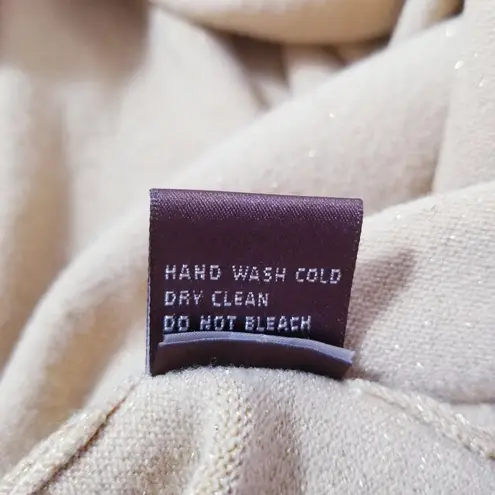 HAND WASH COLD
DRY CLEAN
DO NOT BLEACH